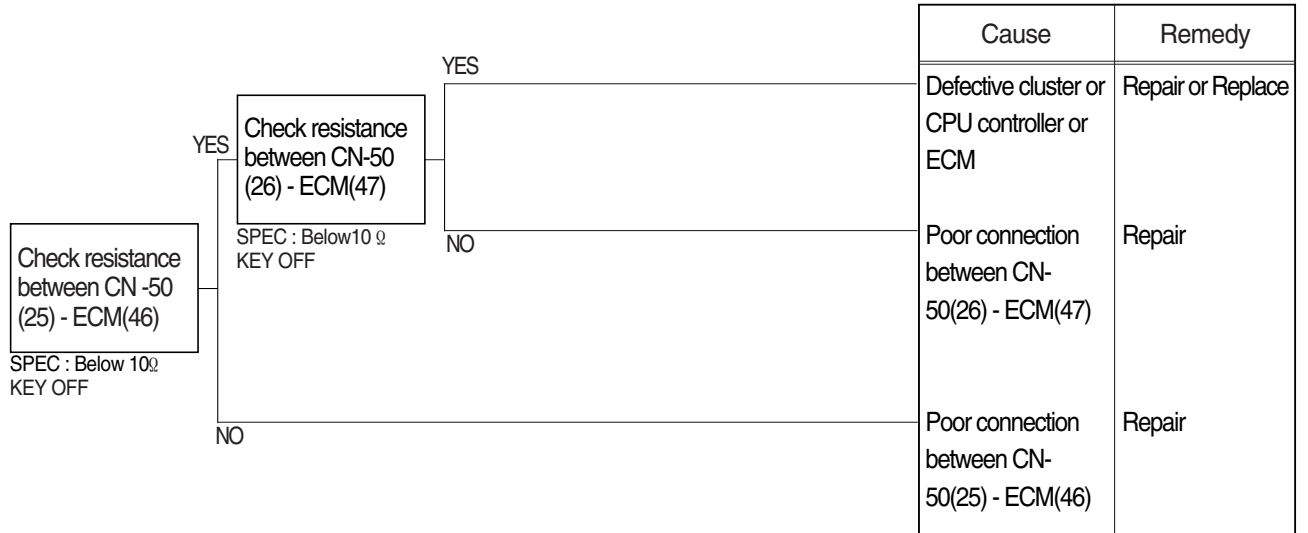 Cause Remedy
YES
Defective cluster or Repair or Replace
CPU controller or
ECM
YES
Check resistance
between CN-50
(26) - ECM(47)
SPEC : Below10 Ω
KEY OFF
NO
Poor connection Repair
between CN-
50(26) - ECM(47)
Check resistance
between CN -50
(25) - ECM(46)
SPEC : Below 10Ω
KEY OFF
NO
Poor connection Repair
between CN-
50(25) - ECM(46)